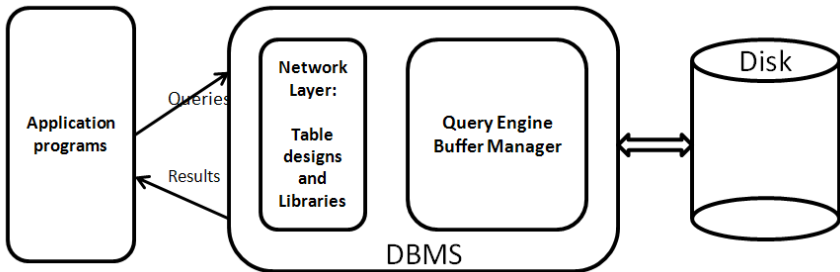 Application
programs
Queries
Results
Network
Layer:
Table
designs
and
Libraries
Query Engine
Buffer Manager
DBMS
Disk